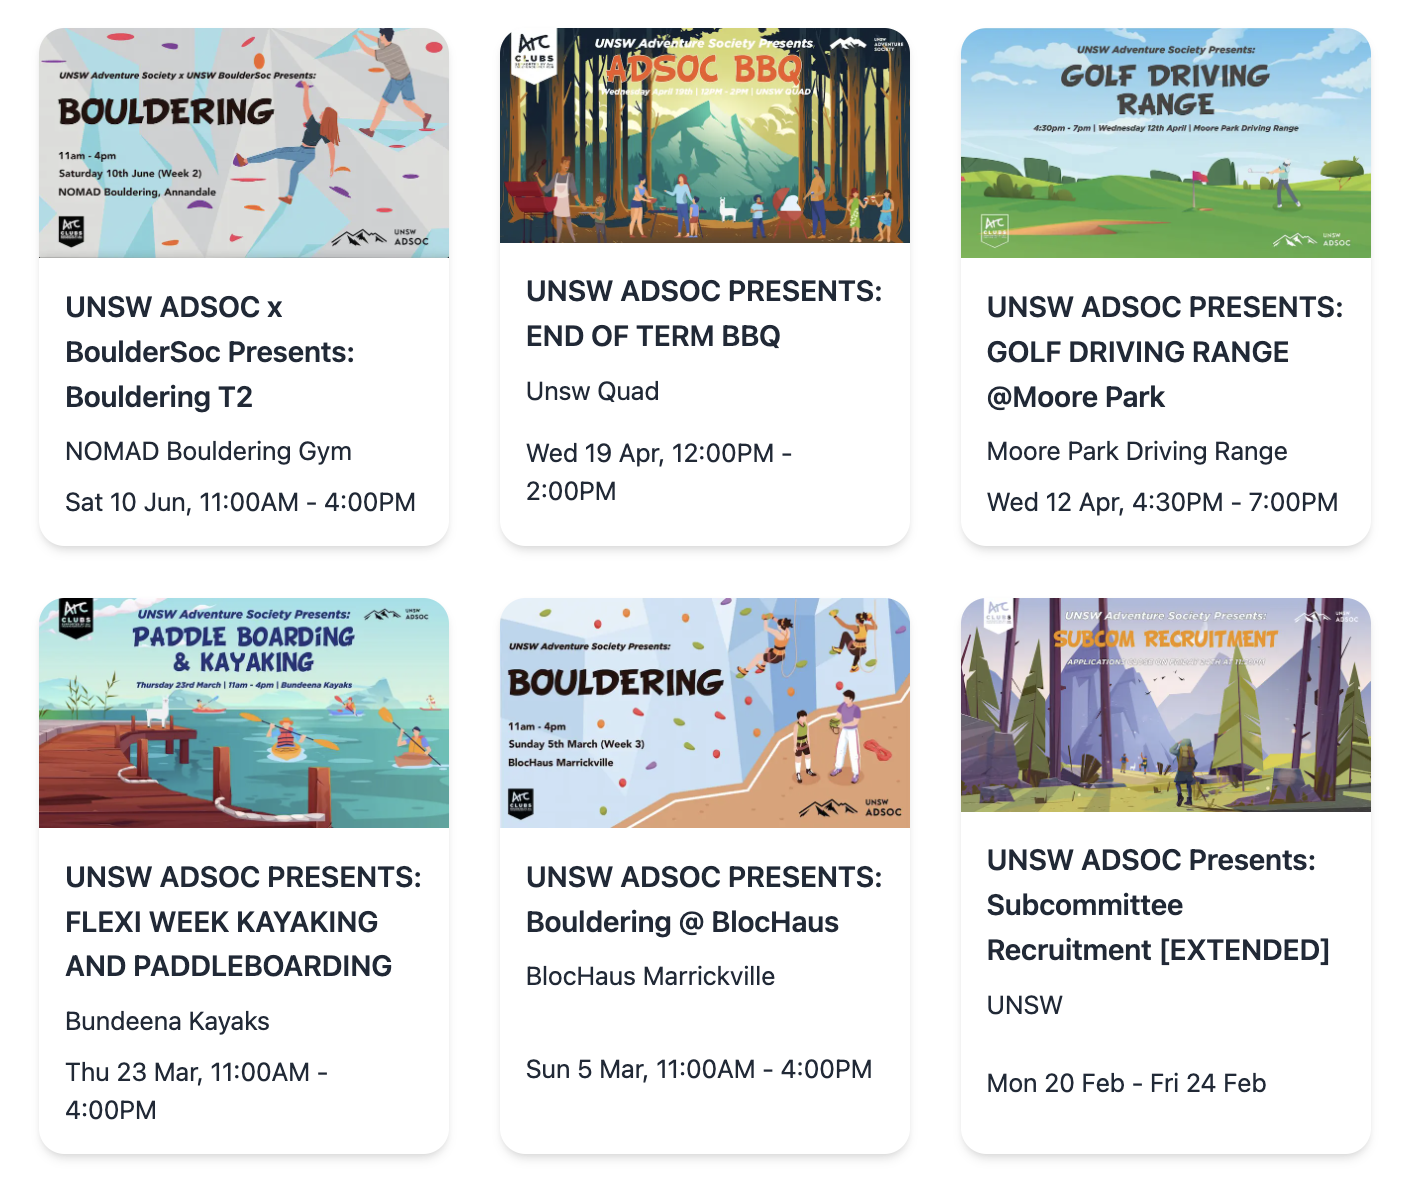 UNSW Adventure Society x UNSW BoulderSoc Presents:
BOULDERING
11am - 4pm
Saturday 10th June (Week 2)
NOMAD Bouldering, Annandale
ARC
CLUBS
UNSW
ADSOC
UNSW ADSOC x
BoulderSoc Presents:
Bouldering T2
NOMAD Bouldering Gym
Sat 10 Jun, 11:00AM - 4:00PM
ARC
CLUBS
UNSW Adventure Society Presents
UNSW
ADVENTURE
SOCIETY
ADSOC BBQ
Wednesday April 19th | 12PM - 2PM | UNSW QUAD
UNSW ADSOC PRESENTS:
END OF TERM BBQ
Unsw Quad
Wed 19 Apr, 12:00PM -
2:00PM
UNSW Adventure Society Presents:
GOLF DRIVING
RANGE
4:30pm - 7pm | Wednesday 12th April | Moore Park Driving Range
ARC
CLUBS
UNSW
ADSOC
UNSW ADSOC PRESENTS:
GOLF DRIVING RANGE
@Moore Park
Moore Park Driving Range
Wed 12 Apr, 4:30PM - 7:00PM
ARC
CLUBS
UNSW Adventure Society Presents:
UNSW
ADSOC
PADDLE BOARDING
& KAYAKING
Thursday 23rd March | 11am - 4pm | Bundeena Kayaks
UNSW ADSOC PRESENTS:
FLEXI WEEK KAYAKING
AND PADDLEBOARDING
Bundeena Kayaks
Thu 23 Mar, 11:00AM -
4:00PM
UNSW Adventure Society Presents:
BOULDERING
11am - 4pm
Sunday 5th March (Week 3)
BlocHaus Marrickville
ARC
CLUBS
UNSW
ADSOC
UNSW ADSOC PRESENTS:
Bouldering @ BlocHaus
BlocHaus Marrickville
Sun 5 Mar, 11:00AM - 4:00PM
ARC
CLUBS
UNSW Adventure Society Presents:
UNSW
ADSOC
SUBCOM RECRUITMENT
APPLICATIONS CLOSE ON
UNSW ADSOC Presents:
Subcommittee
Recruitment [EXTENDED]
UNSW
Mon 20 Feb - Fri 24 Feb